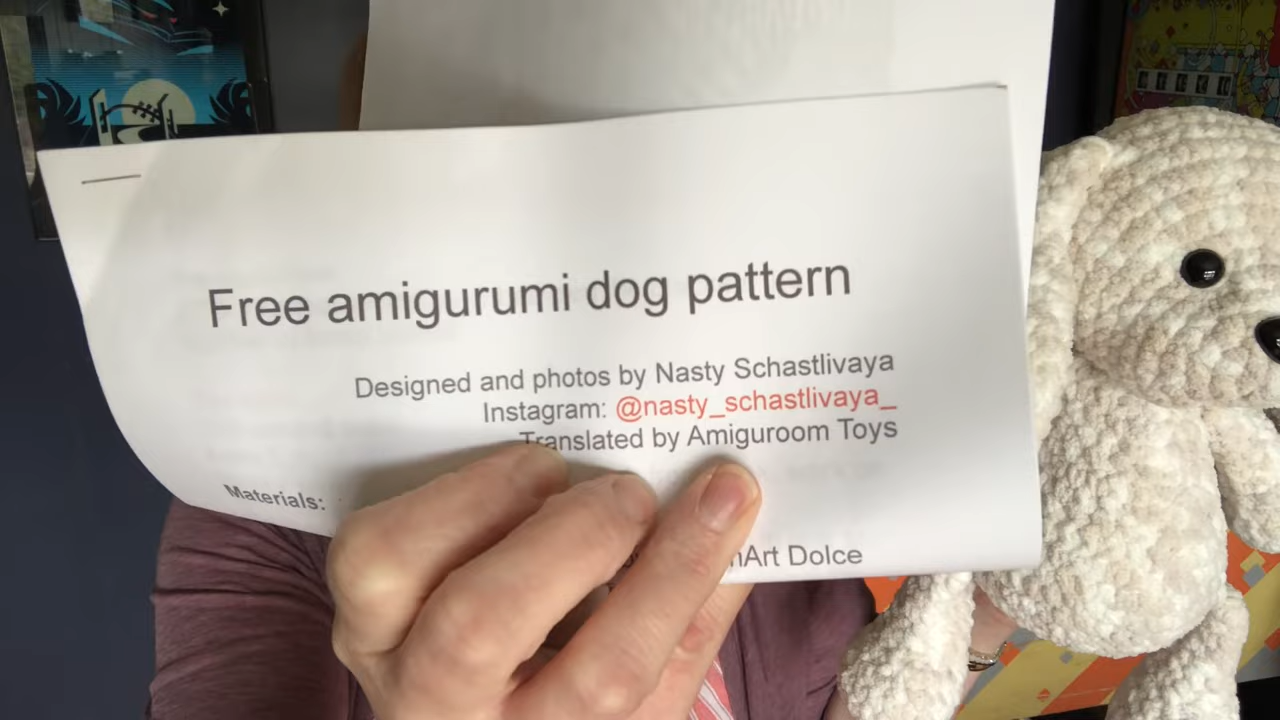 Free amigurumi dog pattern
Designed and photos by Nasty Schastlivaya
Instagram: @nasty_schastlivaya_
Translated by Amiguroom Toys
Materials:
Dolce